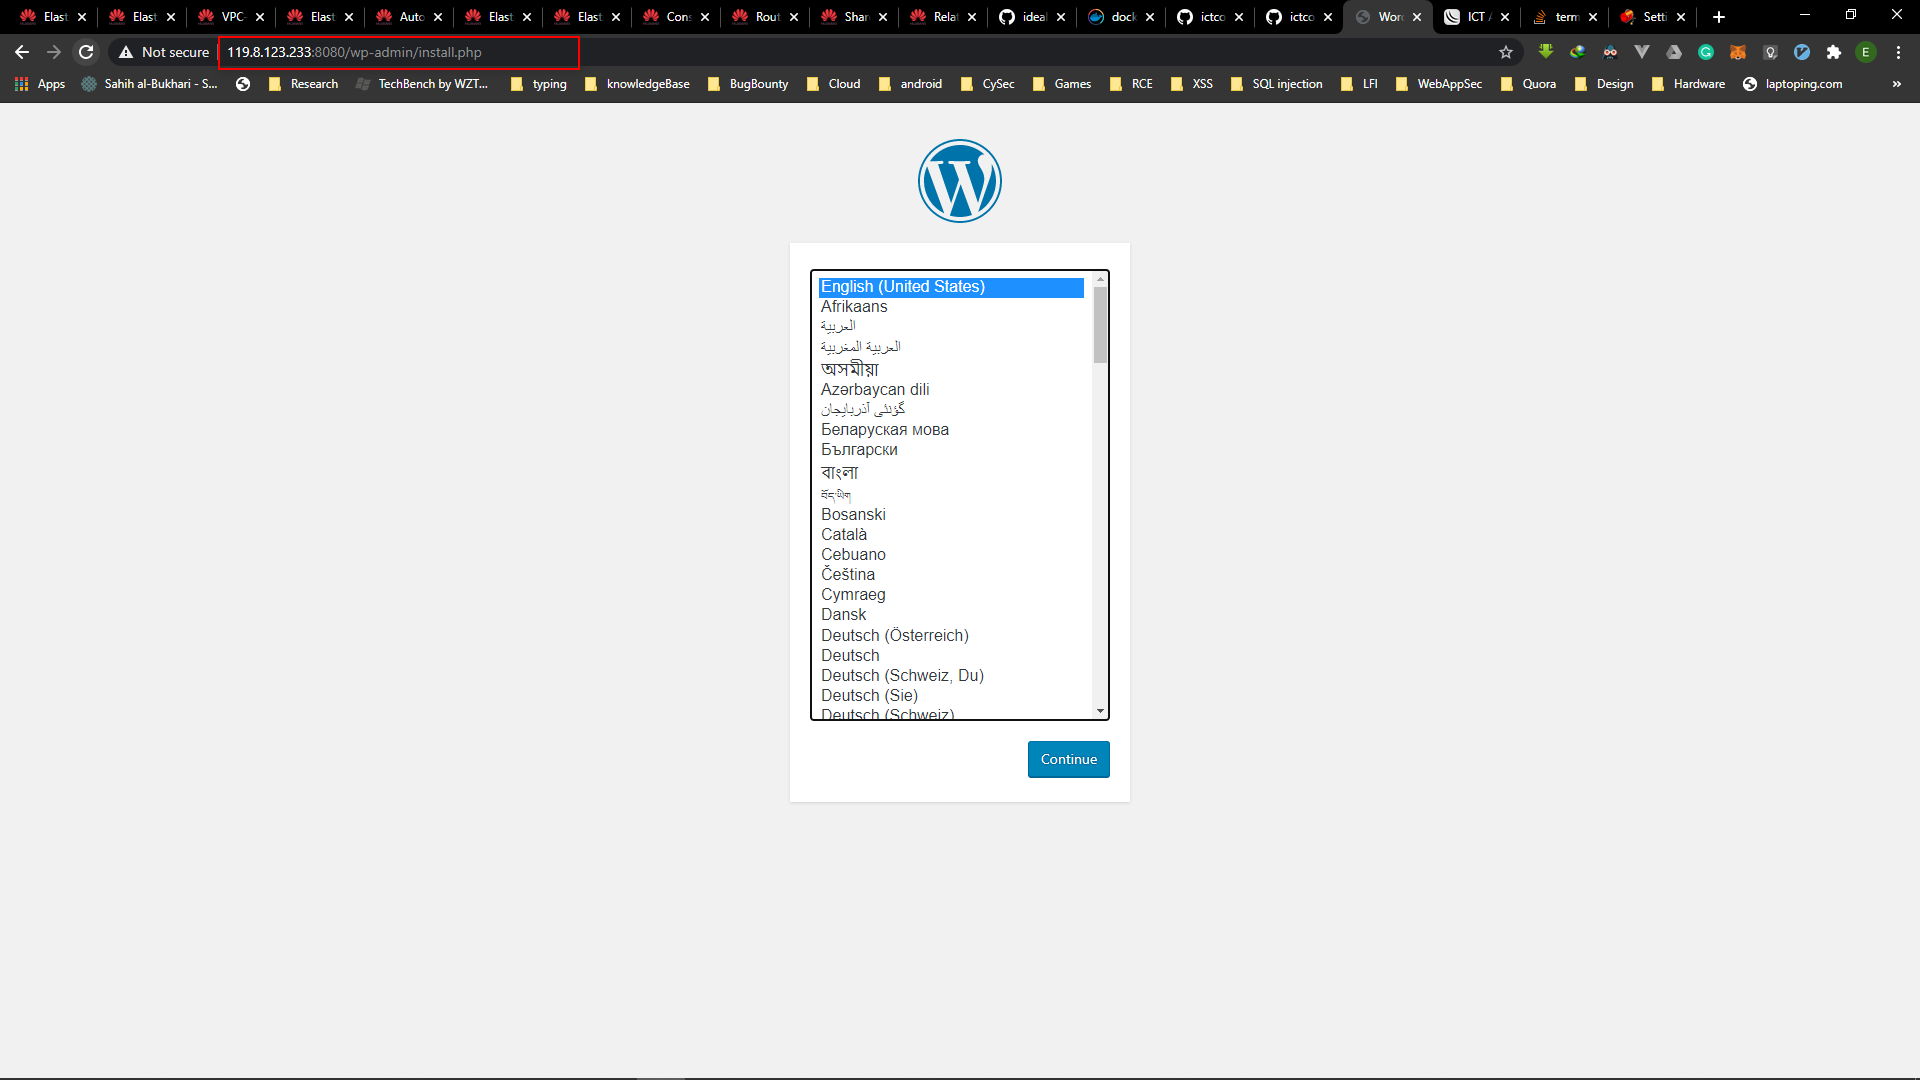 Elast
Elast
VPC-
Elast
Auto
Elast
Elast
Cons
Rout
Shar
Relat
ideal
dock
ictco
ictco
Word
ICT A
term
Setti
Not secure
119.8.123.233:8080/wp-admin/install.php
E
Apps
Sahih al-Bukhari - S...
Research
TechBench by WZT...
typing
knowledgeBase
BugBounty
Cloud
android
CySec
Games
RCE
XSS
SQL injection
LFI
WebAppSec
Quora
Design
Hardware
laptoping.com
»
English (United States)
Afrikaans
العربية
العربية المغربية
অসমীয়া
Azərbaycan dili
گؤنئی آذربایجان
Беларуская мова
Български
বাংলা
བོད་ཡིག
Bosanski
Català
Cebuano
Čeština
Cymraeg
Dansk
Deutsch (Österreich)
Deutsch
Deutsch (Schweiz, Du)
Deutsch (Sie)
Deutsch (Schweiz)
Continue